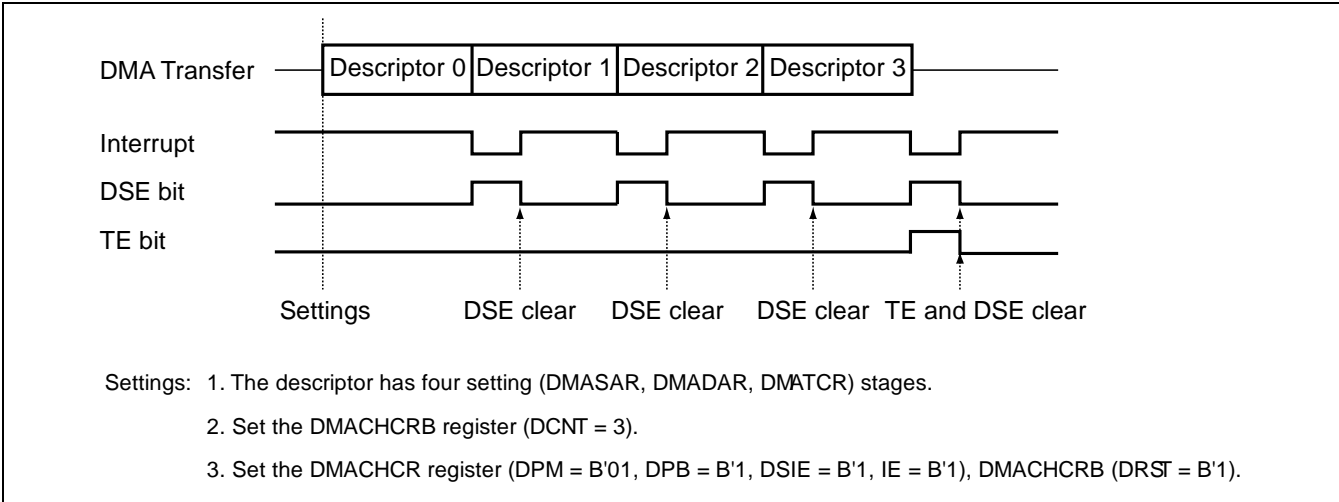 DMA Transfer Descriptor 0 Descriptor 1 Descriptor 2 Descriptor 3
Interrupt
DSE bit
TE bit
Settings DSE clear DSE clear DSE clear TE and DSE clear
Settings: 1. The descriptor has four setting (DMASAR, DMADAR, DMATCR) stages.
2. Set the DMACHCRB register (DCNT = 3).
3. Set the DMACHCR register (DPM = B'01, DPB = B'1, DSIE = B'1, IE = B'1), DMACHCRB (DRST = B'1).